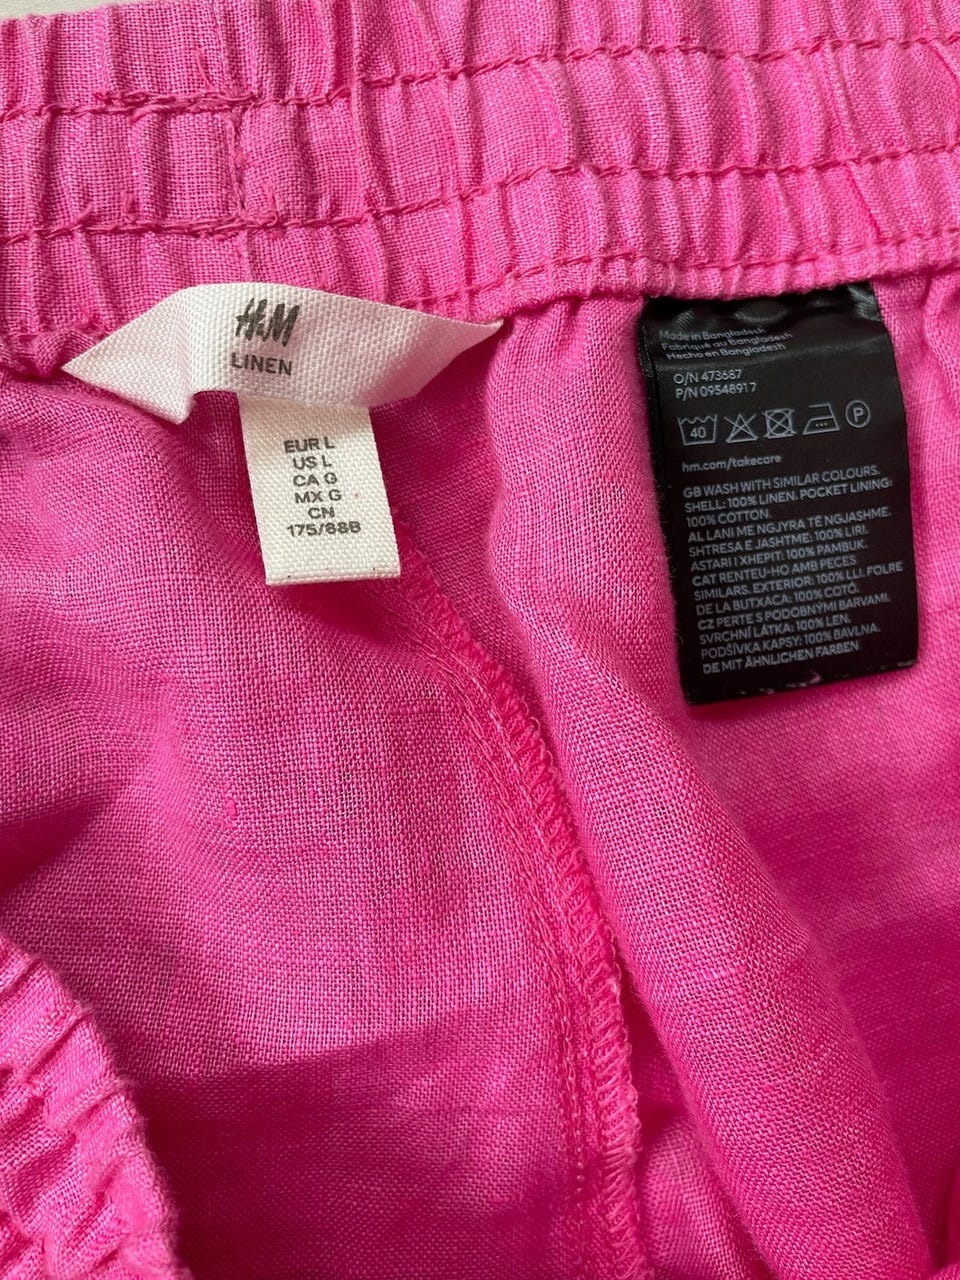 H&M
LINEN
EUR L
US L
CA G
MX G
CN
175/88B
Made in Bangladesh
Fabriqué au Bangladesh
Hecho en Bangladesh
O/N 473687
P/N 09548917
40
P
hm.com/takecare
GB WASH WITH SIMILAR COLOURS.
SHELL: 100% LINEN. POCKET LINING:
100% COTTON.
AL LANI ME NGJYRA TË NGJASHME.
SHTRESA E JASHTME: 100% LIRI.
ASTARI I XHEPIT: 100% PAMBUK.
CAT RENTEU-HO AMB PECES
SIMILARS. EXTERIOR: 100% LLI. FOLRE
DE LA BUTXACA: 100% COTÓ.
CZ PERTE S PODOBNÝMI BARVAMI.
SVRCHNÍ LÁTKA: 100% LEN.
PODŠÍVKA KAPSY: 100% BAVLNA.
DE MIT ÄHNLICHEN FARBEN